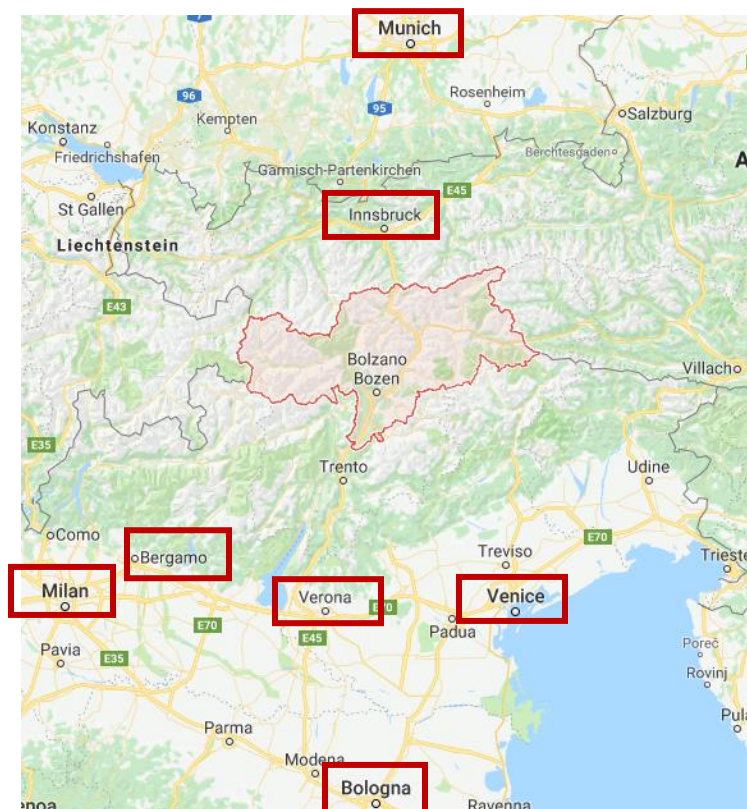 7
Munich
96
95
Rosenheim
Kempten
Salzburg
Konstanz
Friedrichshafen
Berchtesgaden
A
Garmisch-Partenkirchen
E45
St Gallen
Innsbruck
Liechtenstein
E43
Bolzano
Bozen
Villach
E35
Trento
Udine
Como
Bergamo
Treviso
E70
Trieste
Milan
Verona
E70
Venice
E70
E45
Padua
Pavia
E35
Poreč
Rovinj
Parma
Pula
Modena
Bologna
enoa
Ravenna